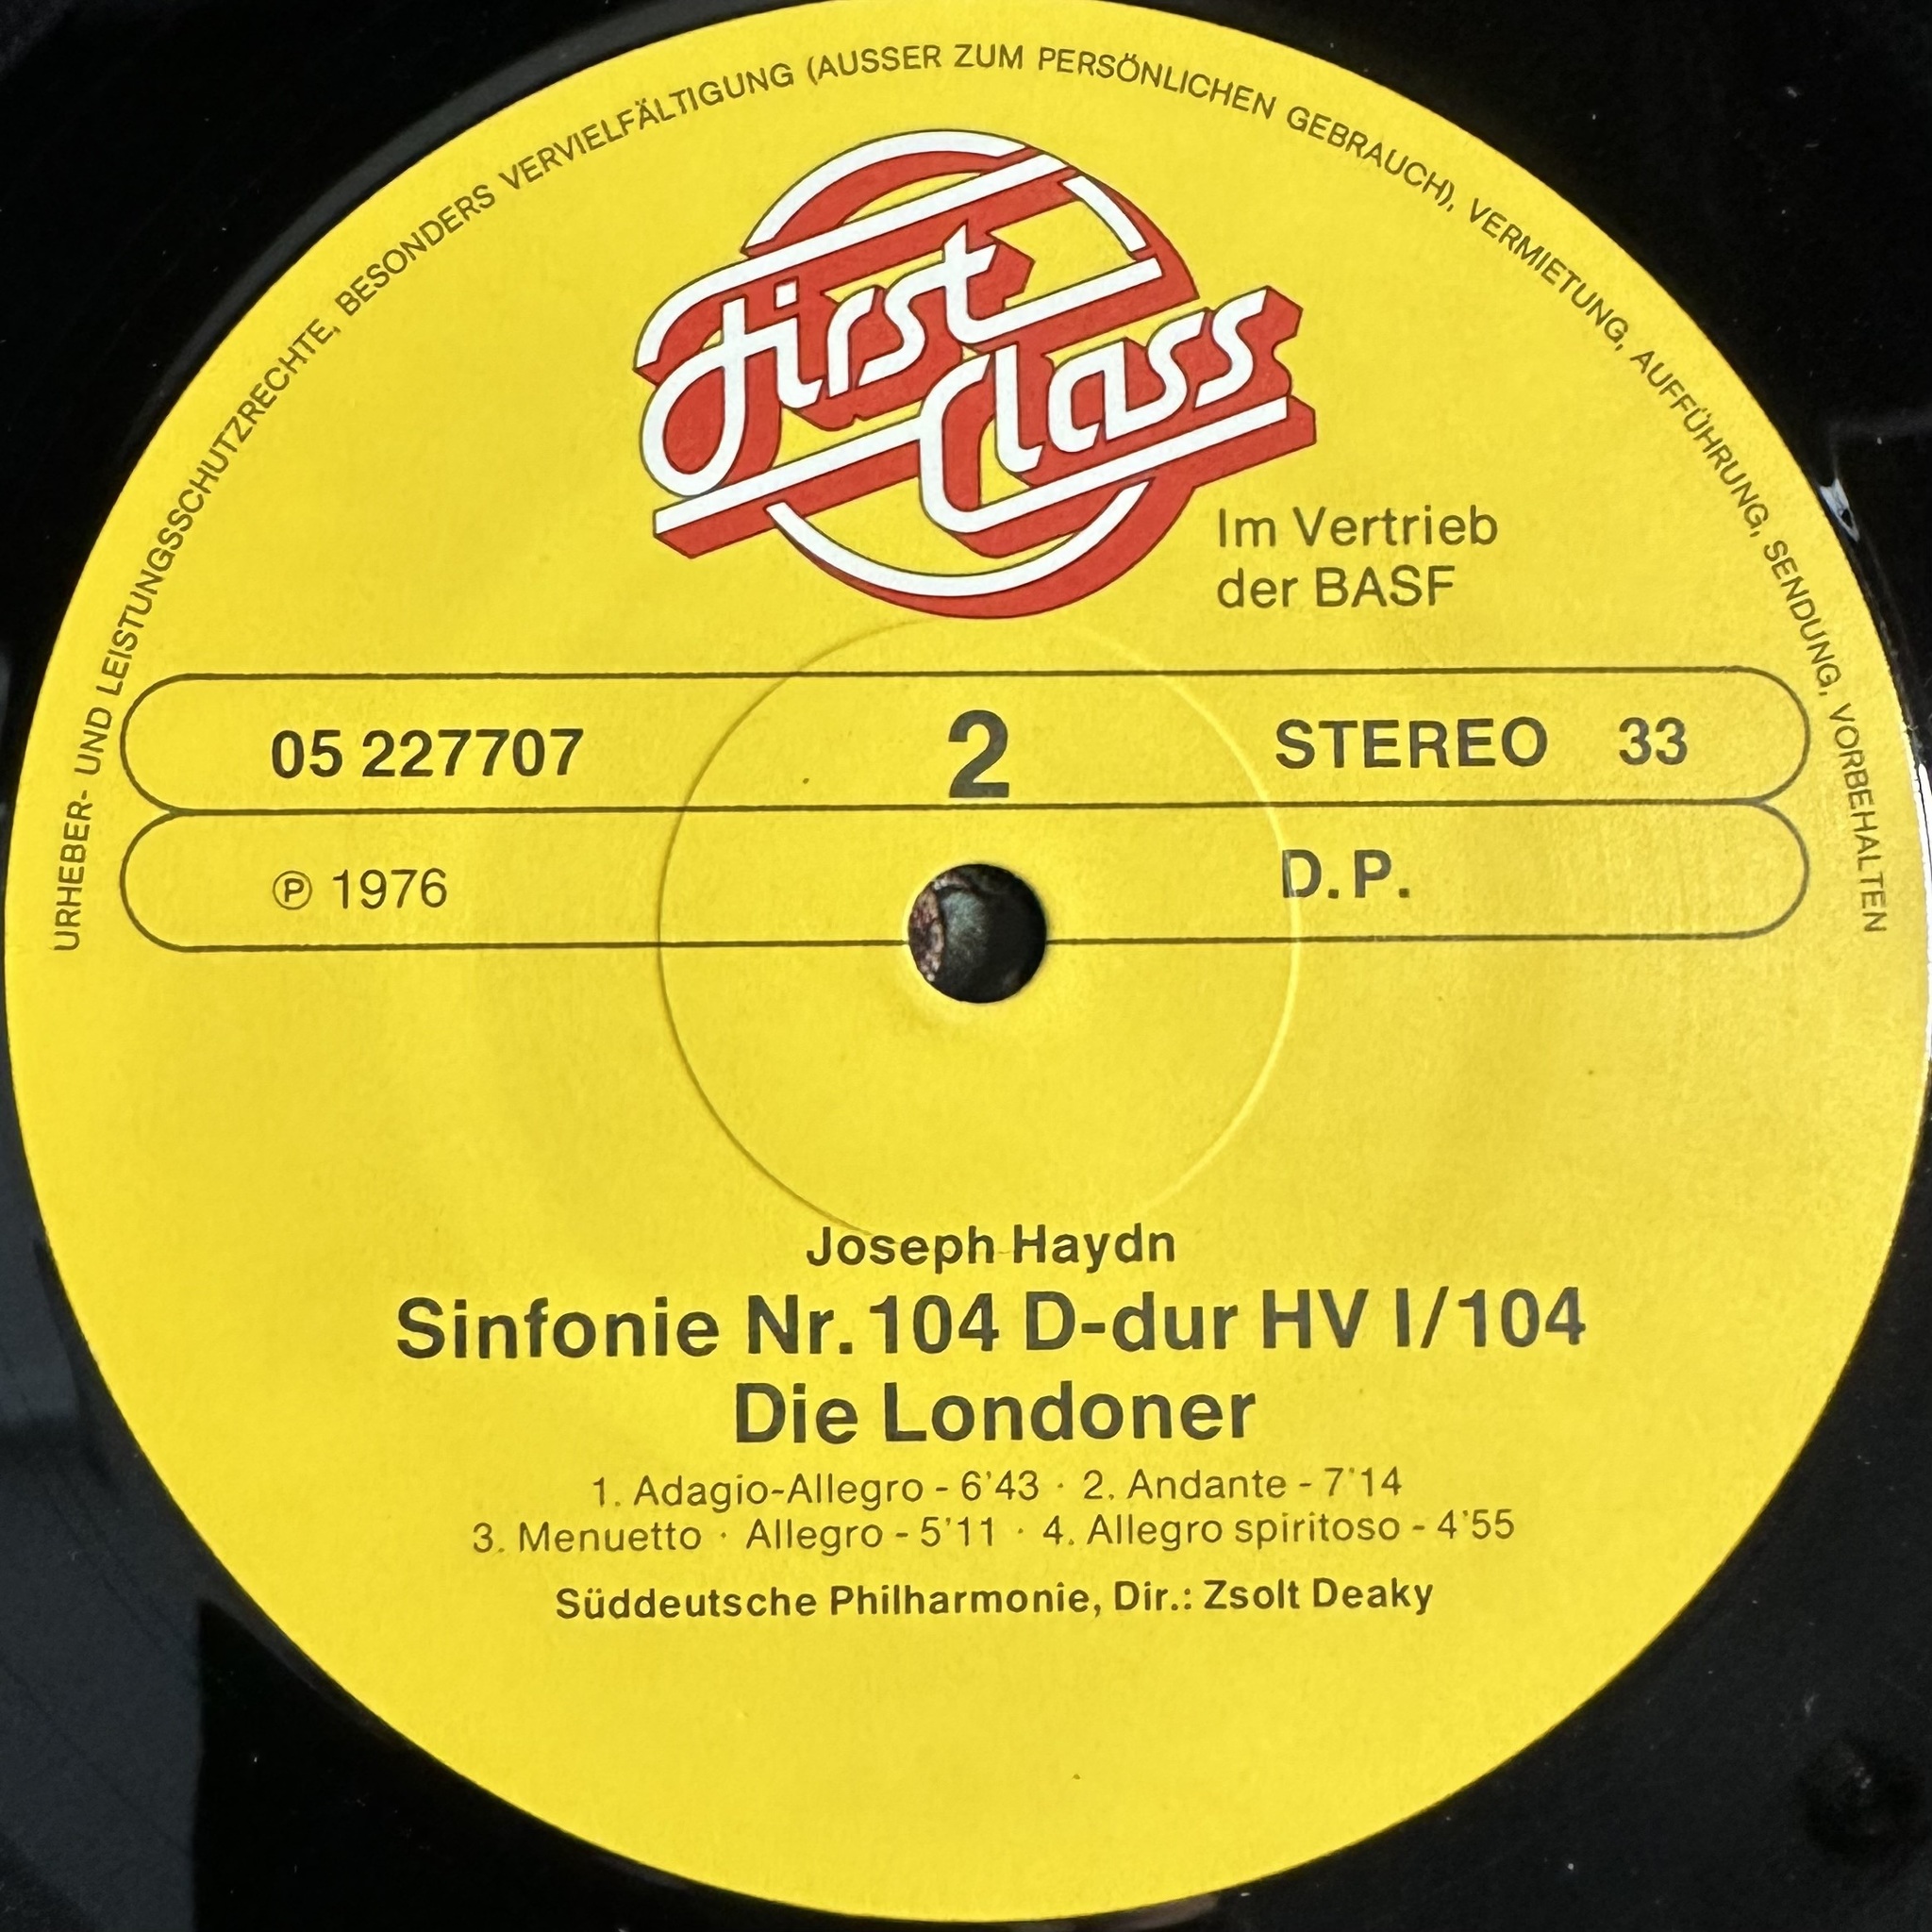 URHEBER- UND LEISTUNGSSCHUTZRECHTE, BESONDERS VERVIELFÄLTIGUNG (AUSSER ZUM PERSÖNLICHEN GEBRAUCH), VERMIETUNG, AUFFÜHRUNG, SENDUNG, VORBEHALTEN
First
Class
Im Vertrieb
der BASF
05 227707 2 STEREO 33
℗ 1976 D.P.
Joseph Haydn
Sinfonie Nr. 104 D-dur HV I/104
Die Londoner
1. Adagio-Allegro - 6'43 · 2. Andante - 7'14
3. Menuetto · Allegro - 5'11 · 4. Allegro spiritoso - 4'55
Süddeutsche Philharmonie, Dir.: Zsolt Deaky